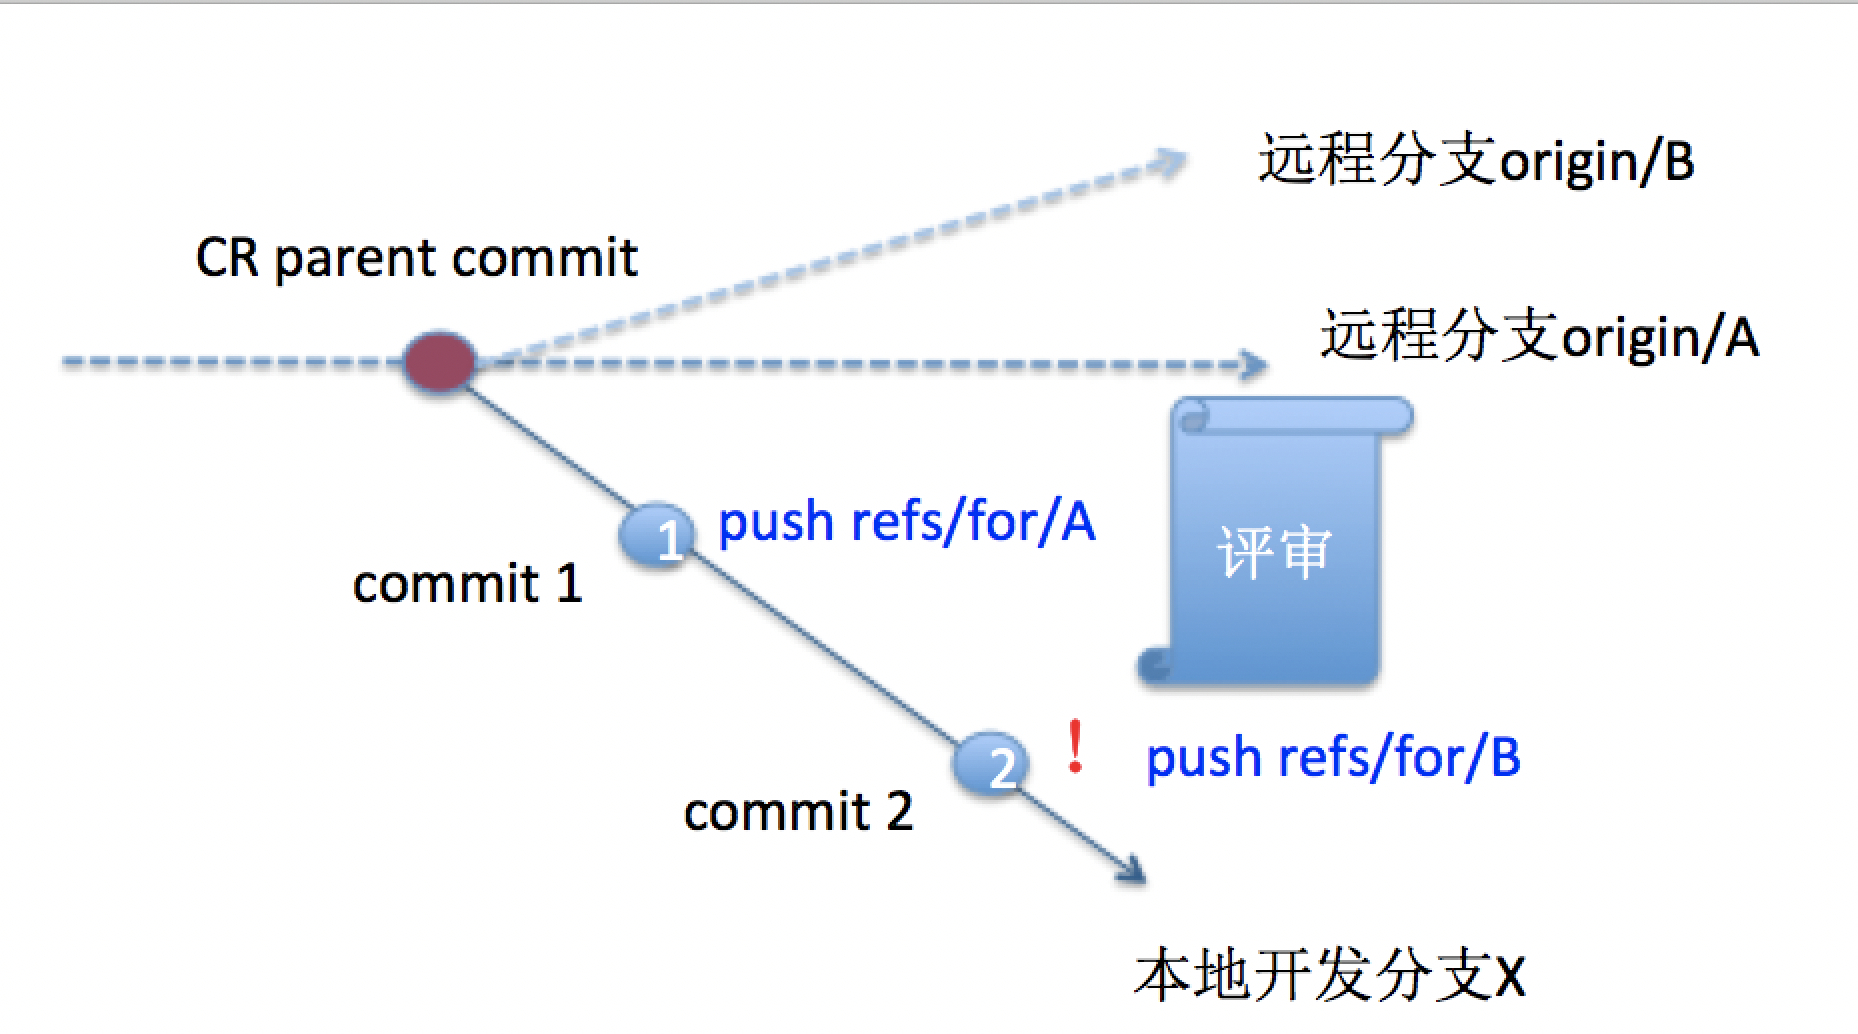 远程分支origin/B
CR parent commit
远程分支origin/A
1
push refs/for/A
评审
commit 1
2
!
push refs/for/B
commit 2
本地开发分支X